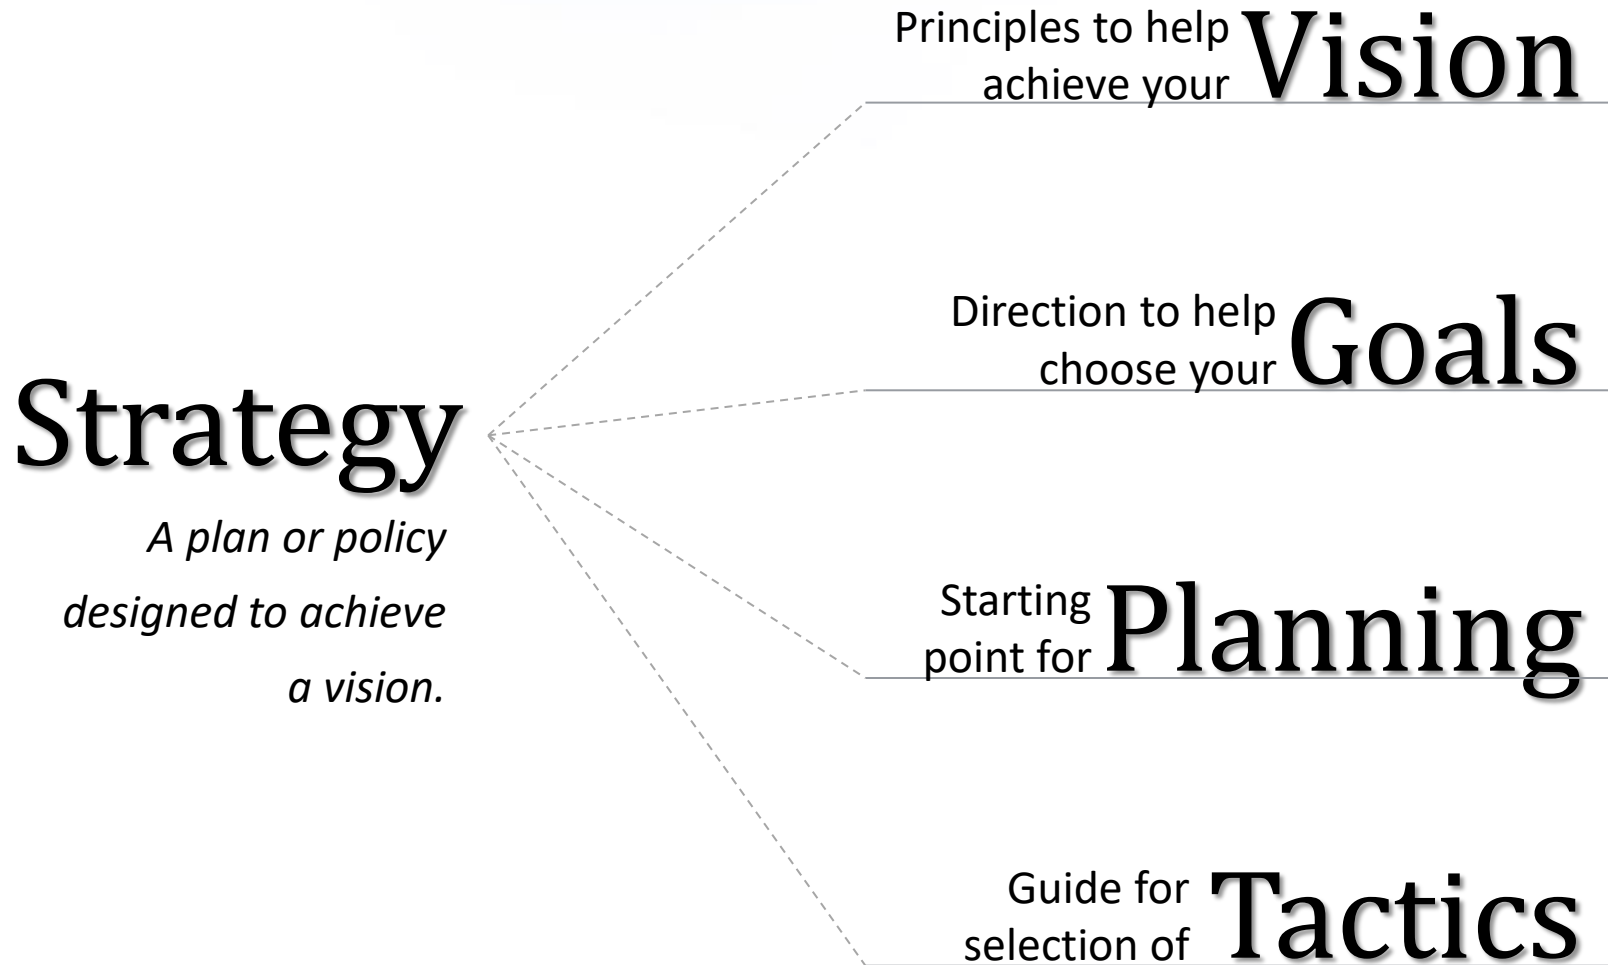 Strategy
A plan or policy
designed to achieve
a vision.
Principles to help
achieve your Vision
Direction to help
choose your Goals
Starting
point for Planning
Guide for
selection of Tactics